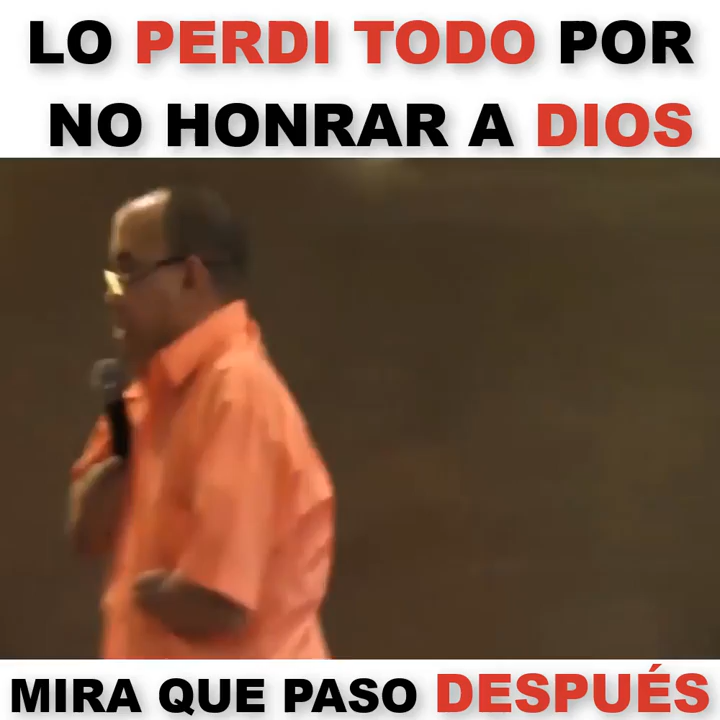 LO PERDI TODO POR
NO HONRAR A DIOS
MIRA QUE PASO DESPUÉS